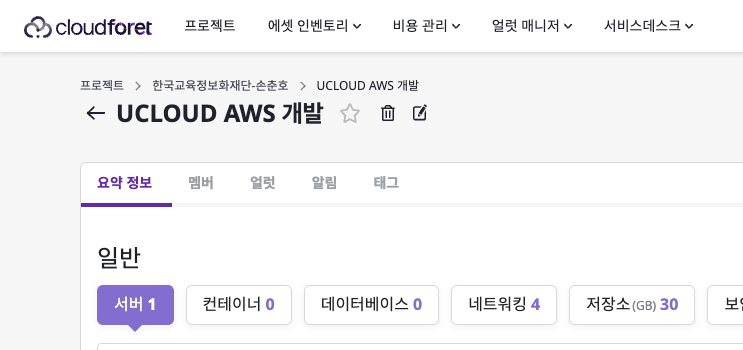 cloudforet 프로젝트 에셋 인벤토리 비용 관리 얼럿 매니저 서비스데스크
프로젝트 > 한국교육정보화재단-손춘호 > UCLOUD AWS 개발
← UCLOUD AWS 개발
요약 정보 멤버 얼럿 알림 태그
일반
서버 1 컨테이너 0 데이터베이스 0 네트워킹 4 저장소 (GB) 30